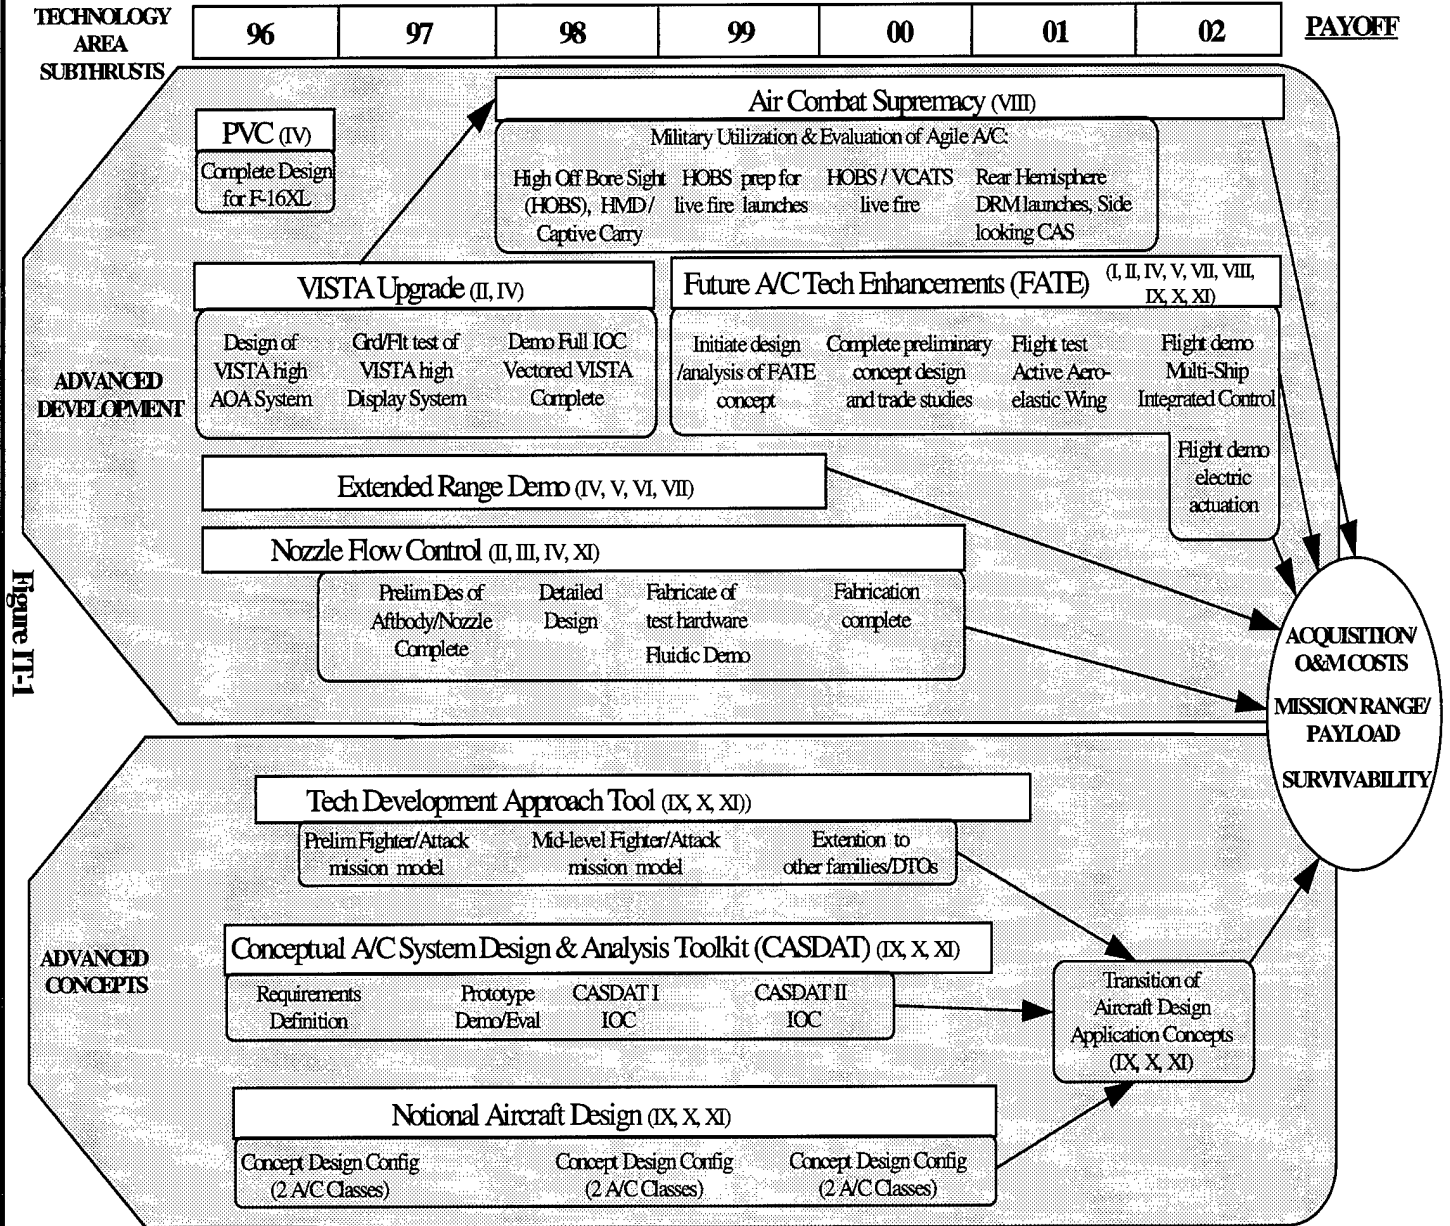 TECHNOLOGY
AREA
SUBTHRUSTS
96
97
98
99
00
01
02
PAYOFF
Air Combat Supremacy (VIII)
Military Utilization & Evaluation of Agile A/C:
High Off Bore Sight
(HOBS), HMD/
Captive Carry
HOBS prep for
live fire launches
HOBS / VCATS
live fire
Rear Hemisphere
DRM launches, Side
looking CAS
PVC (IV)
Complete Design
for F-16XL
VISTA Upgrade (II, IV)
Design of
VISTA high
AOA System
Grd/Flt test of
VISTA high
Display System
Demo Full IOC
Vectored VISTA
Complete
Future A/C Tech Enhancements (FATE) (I, II, IV, V, VII, VIII,
IX, X, XI)
Initiate design
/analysis of FATE
concept
Complete preliminary
concept design
and trade studies
Flight test
Active Aero-
elastic Wing
Flight demo
Multi-Ship
Integrated Control
Flight demo
electric
actuation
ADVANCED
DEVELOPMENT
Extended Range Demo (IV, V, VI, VII)
Nozzle Flow Control (II, III, IV, XI)
Prelim Des of
Aftbody/Nozzle
Complete
Detailed
Design
Fabricate of
test hardware
Fluidic Demo
Fabrication
complete
ACQUISITION/
O&M COSTS
MISSION RANGE/
PAYLOAD
SURVIVABILITY
Figure IT-1
Tech Development Approach Tool (IX, X, XI))
Prelim Fighter/Attack
mission model
Mid-level Fighter/Attack
mission model
Extention to
other families/DTOs
ADVANCED
CONCEPTS
Conceptual A/C System Design & Analysis Toolkit (CASDAT) (IX, X, XI)
Requirements
Definition
Prototype
Demo/Eval
CASDAT I
IOC
CASDAT II
IOC
Transition of
Aircraft Design
Application Concepts
(IX, X, XI)
Notional Aircraft Design (IX, X, XI)
Concept Design Config
(2 A/C Classes)
Concept Design Config
(2 A/C Classes)
Concept Design Config
(2 A/C Classes)